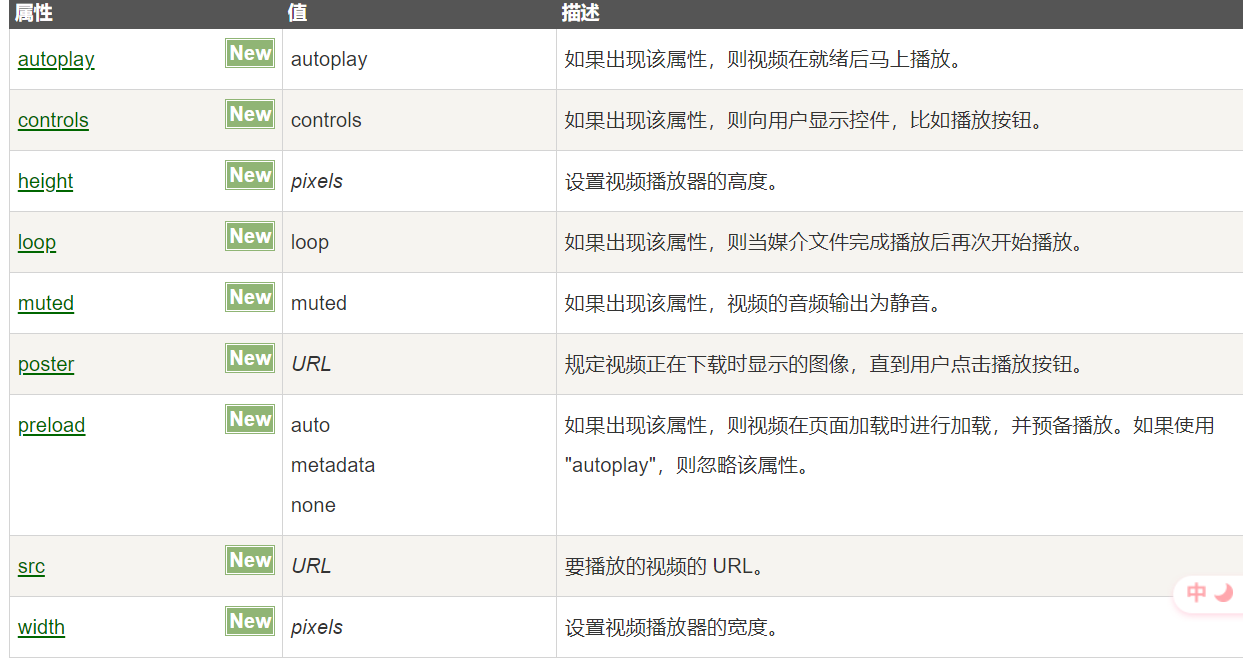 属性 值 描述
autoplay New autoplay 如果出现该属性，则视频在就绪后马上播放。
controls New controls 如果出现该属性，则向用户显示控件，比如播放按钮。
height New pixels 设置视频播放器的高度。
loop New loop 如果出现该属性，则当媒介文件完成播放后再次开始播放。
muted New muted 如果出现该属性，视频的音频输出为静音。
poster New URL 规定视频正在下载时显示的图像，直到用户点击播放按钮。
preload New auto 如果出现该属性，则视频在页面加载时进行加载，并预备播放。如果使用
metadata "autoplay"，则忽略该属性。
none
src New URL 要播放的视频的 URL。
中
width New pixels 设置视频播放器的宽度。